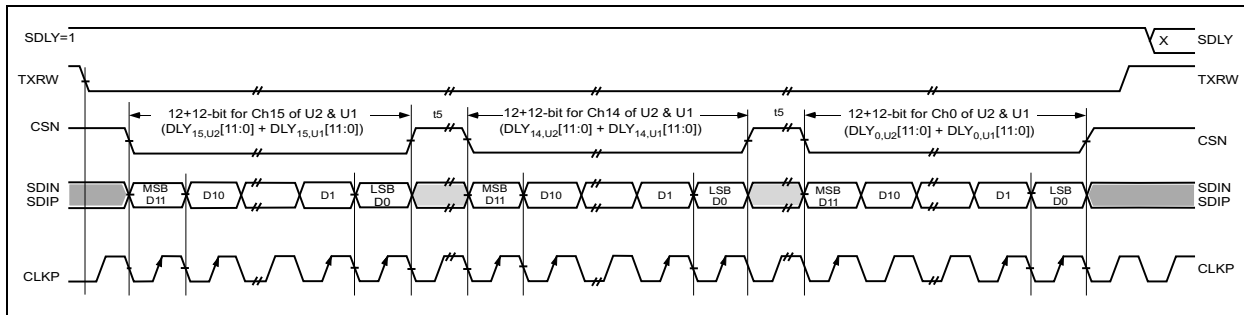 SDLY=1
X
SDLY
TXRW
TXRW
12+12-bit for Ch15 of U2 & U1
t5
12+12-bit for Ch14 of U2 & U1
t5
12+12-bit for Ch0 of U2 & U1
CSN
(DLY15,U2[11:0] + DLY15,U1[11:0])
(DLY14,U2[11:0] + DLY14,U1[11:0])
(DLY0,U2[11:0] + DLY0,U1[11:0])
CSN
SDIN
SDIP
MSB
D11
D10
D1
LSB
D0
MSB
D11
D10
D1
LSB
D0
MSB
D11
D10
D1
LSB
D0
SDIN
SDIP
CLKP
CLKP